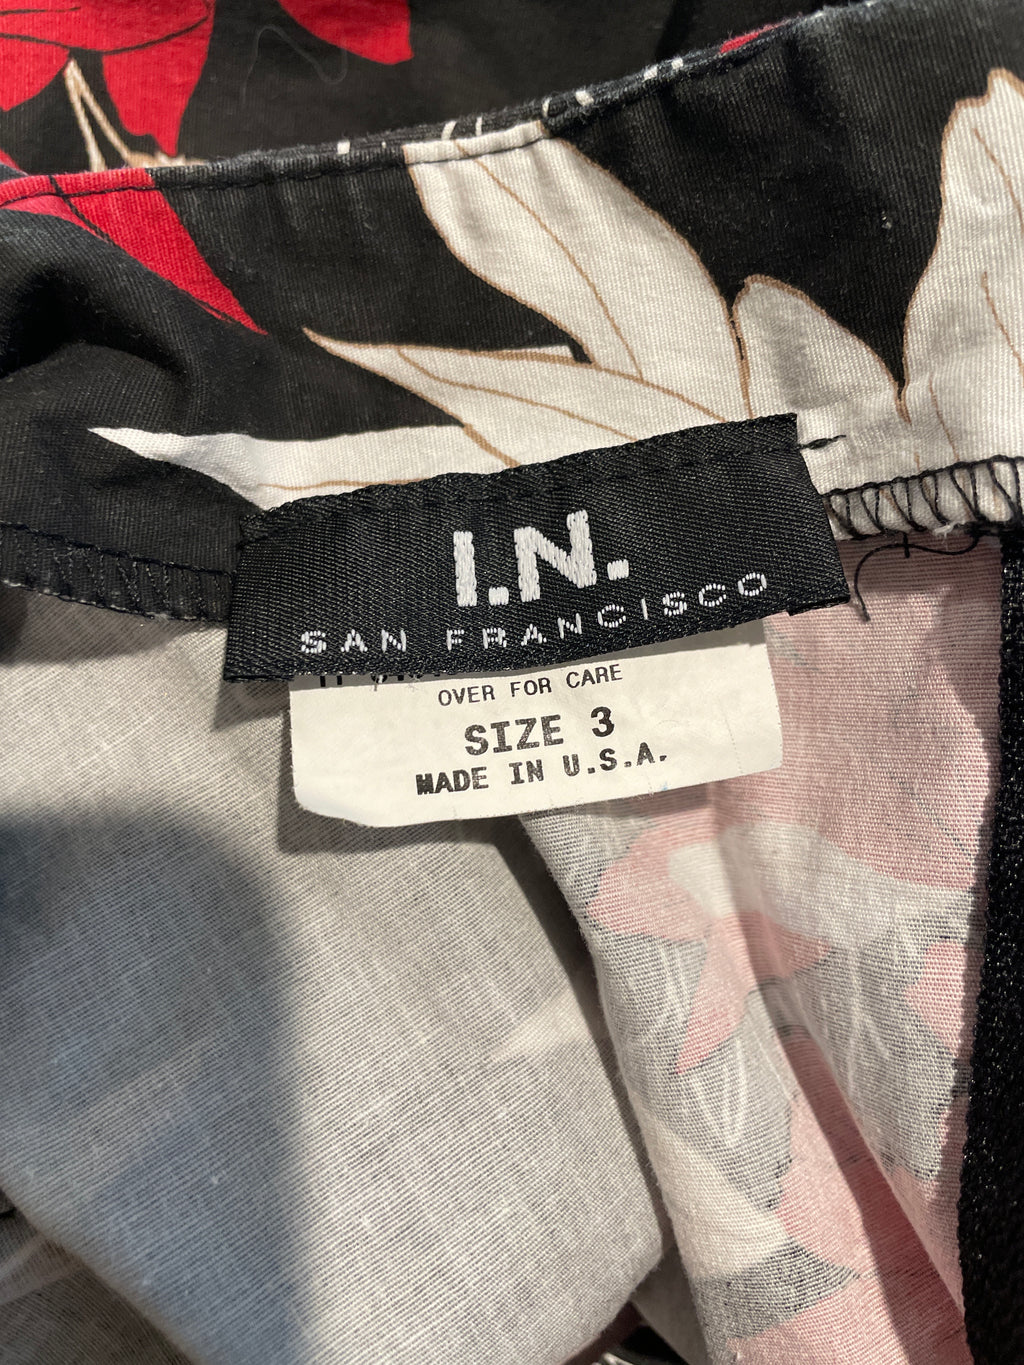 I.N.
SAN FRANCISCO
OVER FOR CARE
SIZE 3
MADE IN U.S.A.